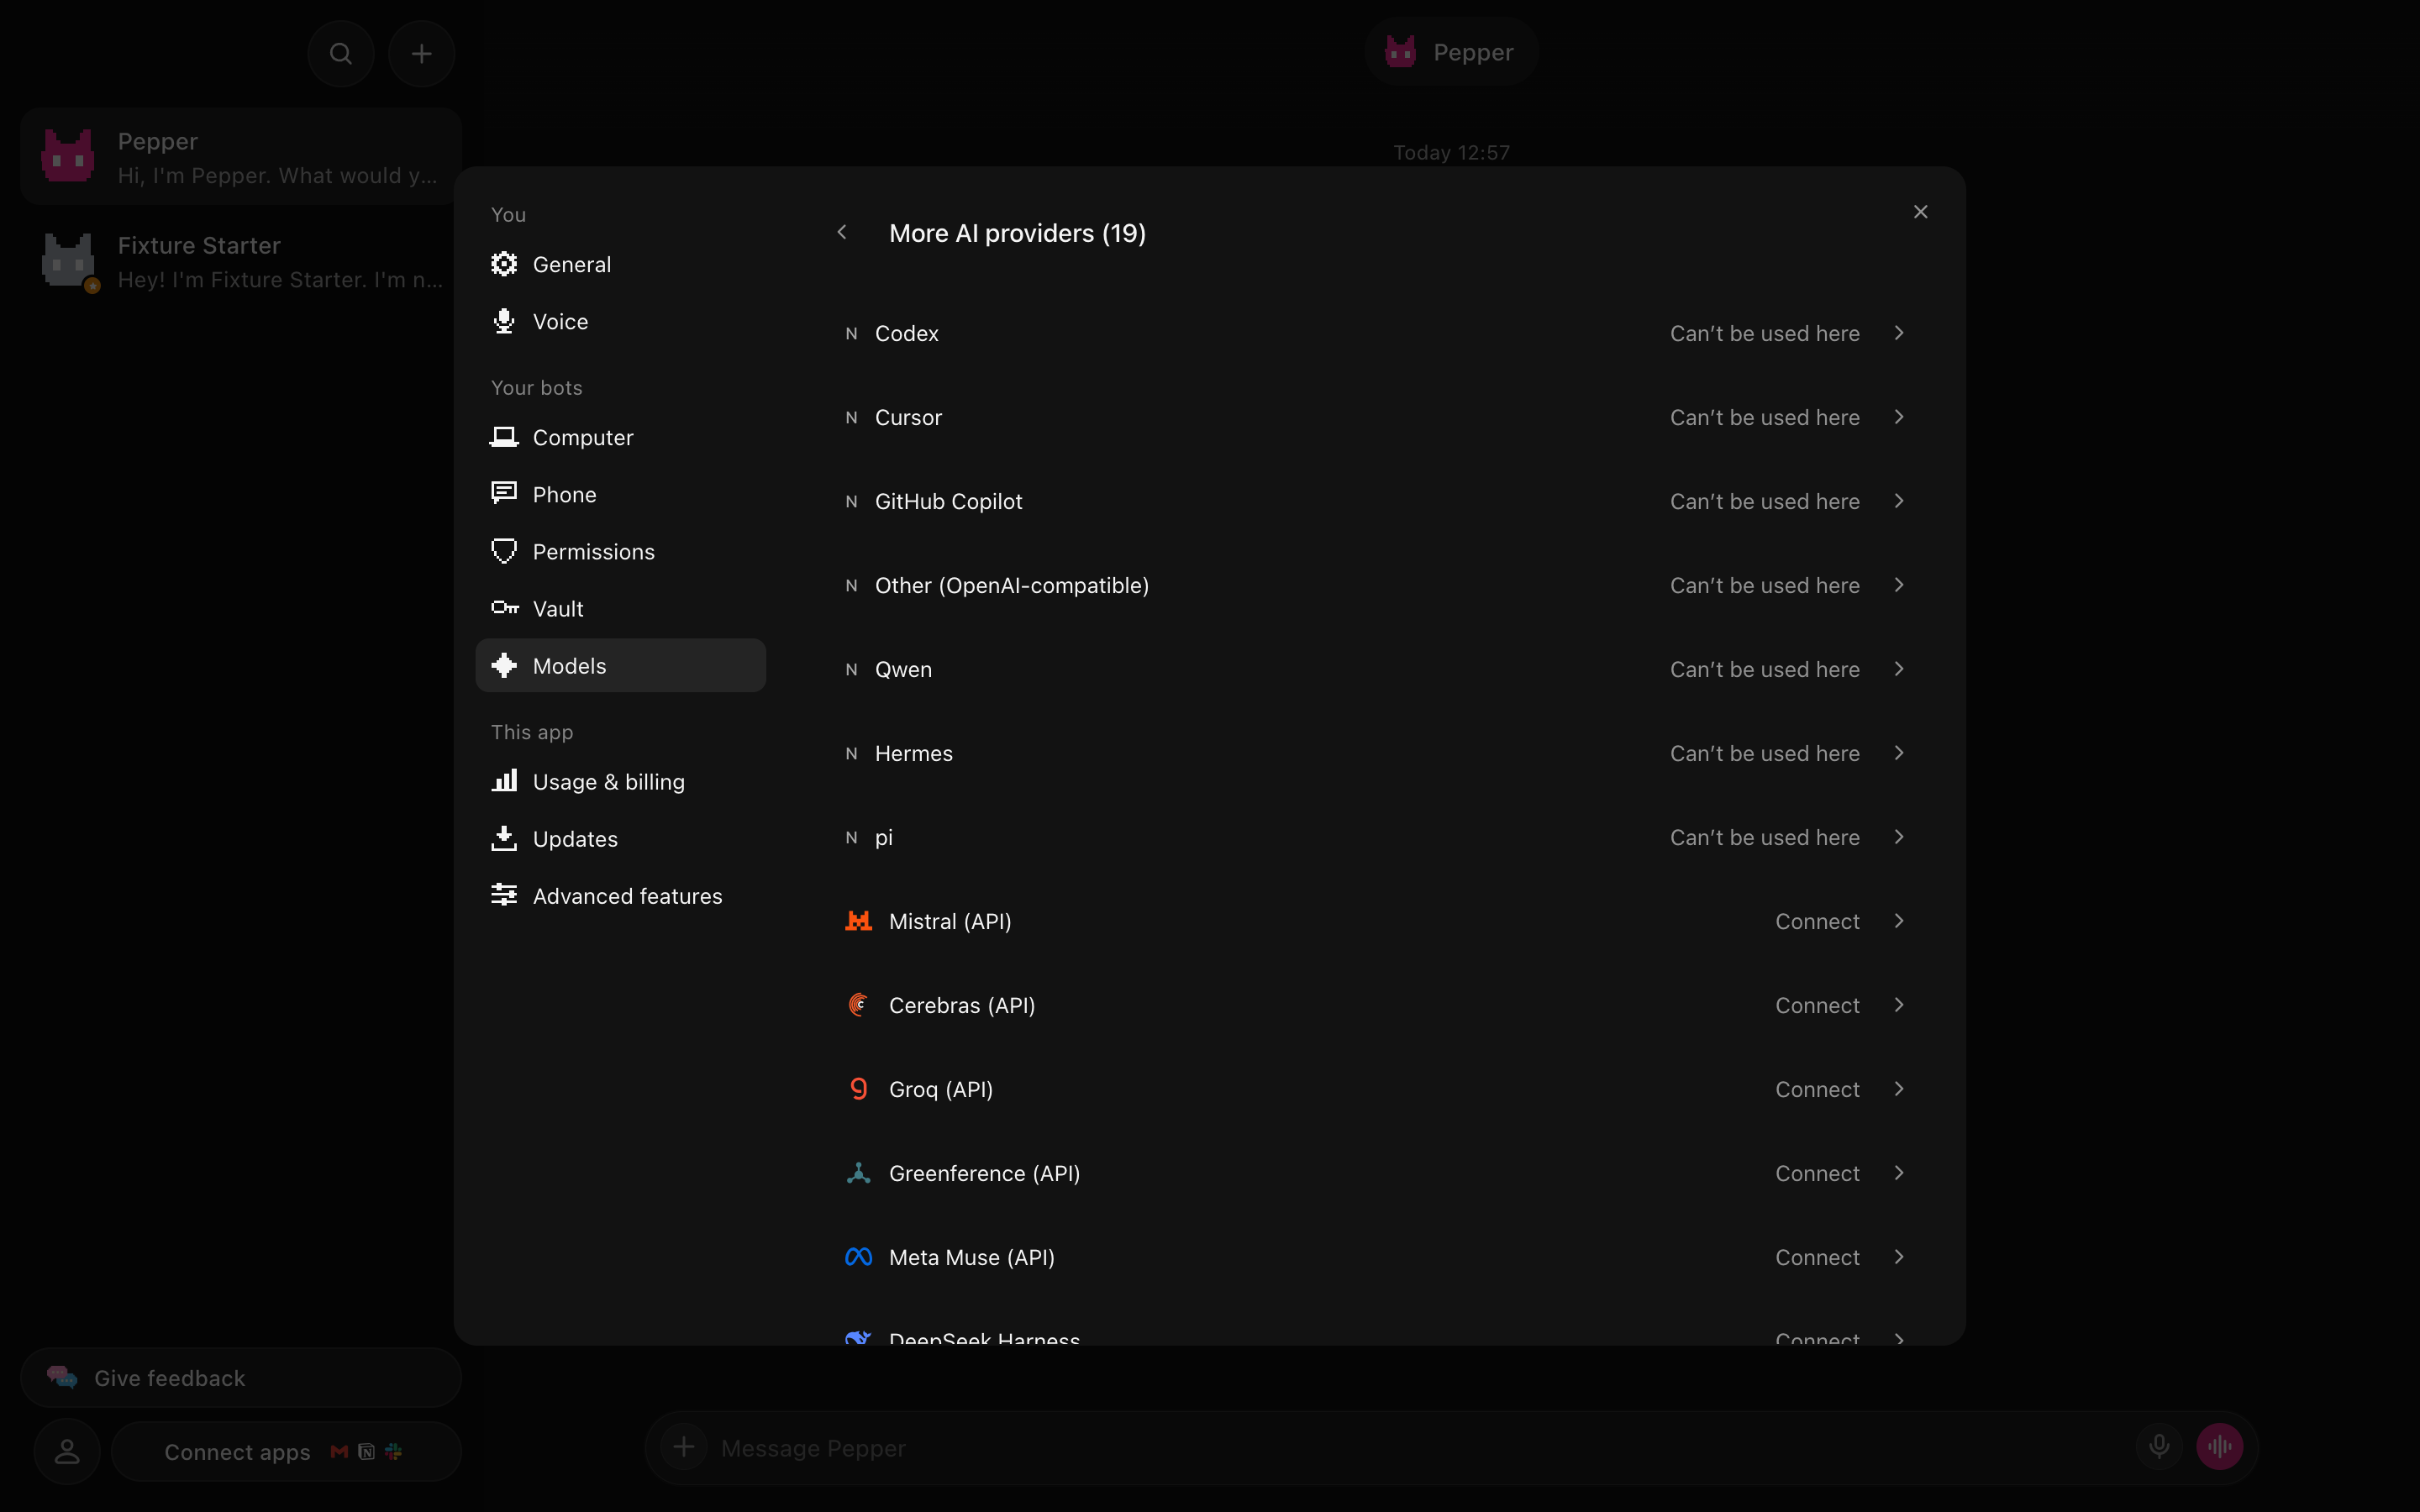 Pepper
Today 12:57
Pepper
Hi, I'm Pepper. What would y...
Fixture Starter
Hey! I'm Fixture Starter. I'm n...
Give feedback
Connect apps
You
General
Voice
Your bots
Computer
Phone
Permissions
Vault
Models
This app
Usage & billing
Updates
Advanced features
More AI providers (19)
N Codex Can’t be used here
N Cursor Can’t be used here
N GitHub Copilot Can’t be used here
N Other (OpenAI-compatible) Can’t be used here
N Qwen Can’t be used here
N Hermes Can’t be used here
N pi Can’t be used here
Mistral (API) Connect
Cerebras (API) Connect
Groq (API) Connect
Greenference (API) Connect
Meta Muse (API) Connect
DeepSeek Harness Connect
Message Pepper